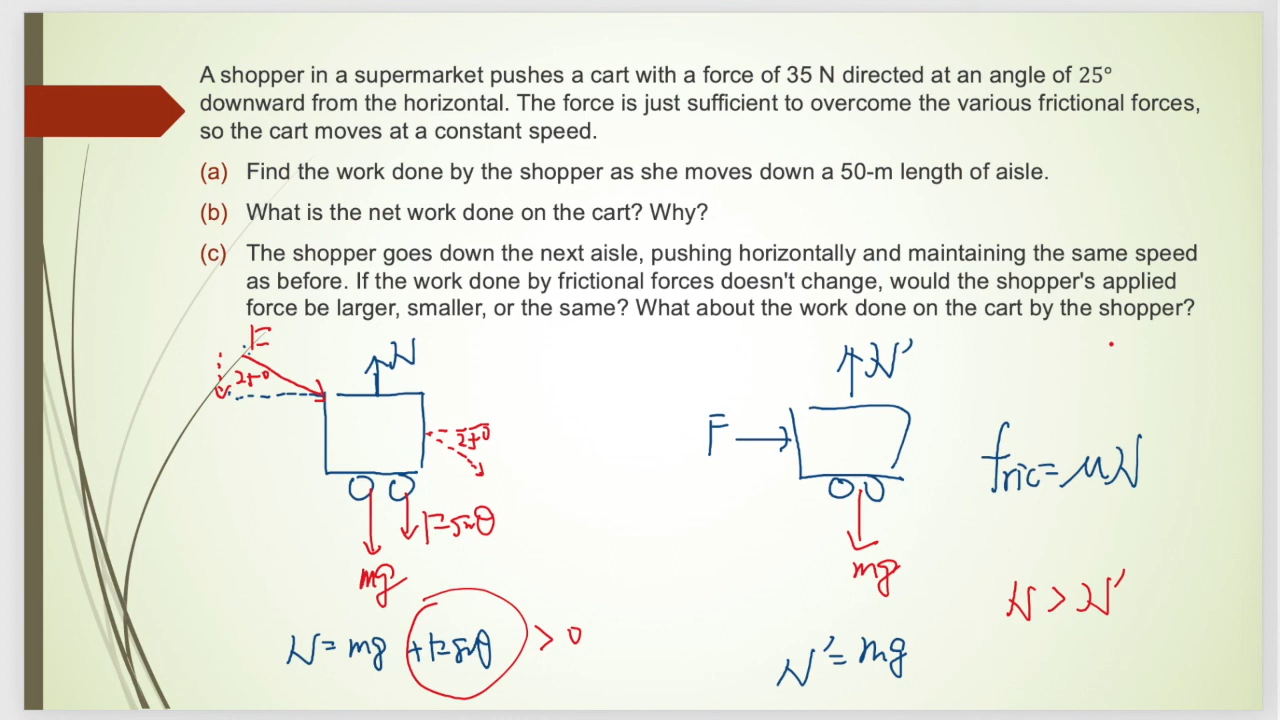 A shopper in a supermarket pushes a cart with a force of 35 N directed at an angle of 25°
downward from the horizontal. The force is just sufficient to overcome the various frictional forces,
so the cart moves at a constant speed.
(a) Find the work done by the shopper as she moves down a 50-m length of aisle.
(b) What is the net work done on the cart? Why?
(c) The shopper goes down the next aisle, pushing horizontally and maintaining the same speed
as before. If the work done by frictional forces doesn't change, would the shopper's applied
force be larger, smaller, or the same? What about the work done on the cart by the shopper?
F
25°
N
25°
F sinθ
mg
N = mg + F sinθ > 0
N'
F
mg
N' = mg
fric = μN
N > N'